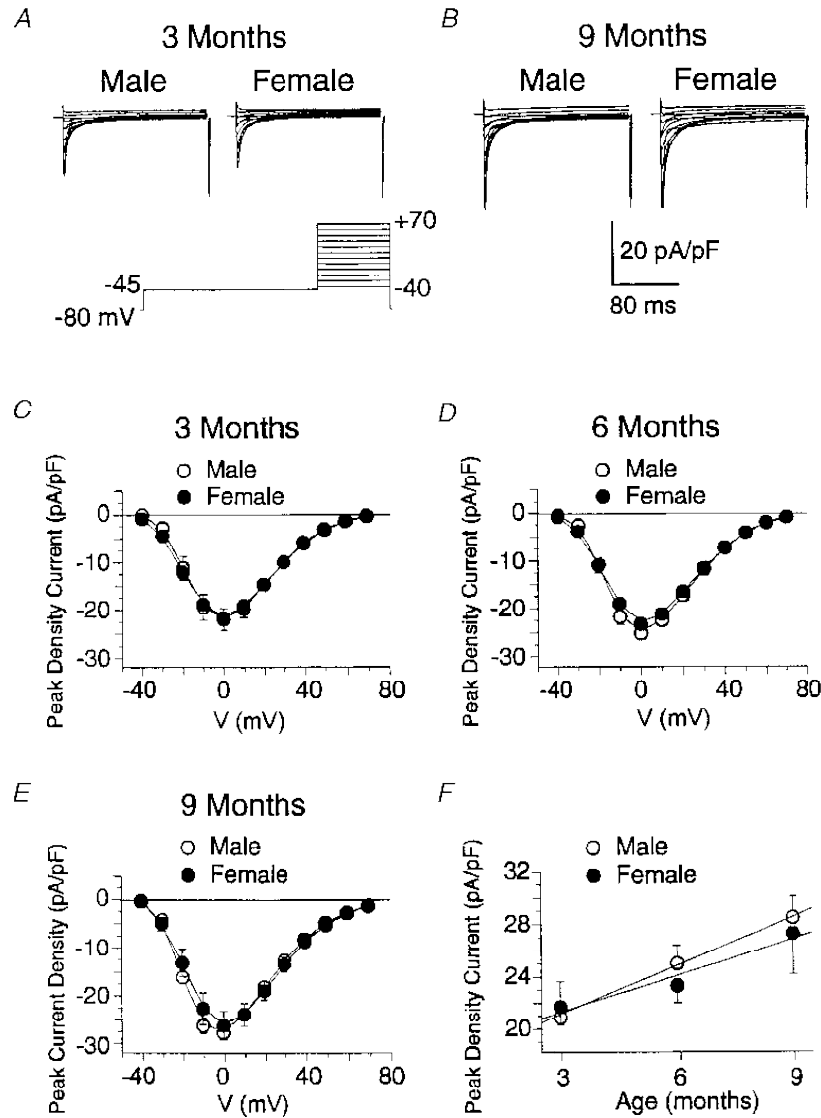 A
3 Months
Male Female
+70
-45
-40
-80 mV
B
9 Months
Male Female
20 pA/pF
80 ms
C
3 Months
Male
Female
Peak Density Current (pA/pF)
0
-10
-20
-30
-40 0 40 80
V (mV)
D
6 Months
Male
Female
Peak Density Current (pA/pF)
0
-10
-20
-30
-40 0 40 80
V (mV)
E
9 Months
Male
Female
Peak Current Density (pA/pF)
0
-10
-20
-30
-40 0 40 80
V (mV)
F
Male
Female
Peak Density Current (pA/pF)
32
28
24
20
3 6 9
Age (months)